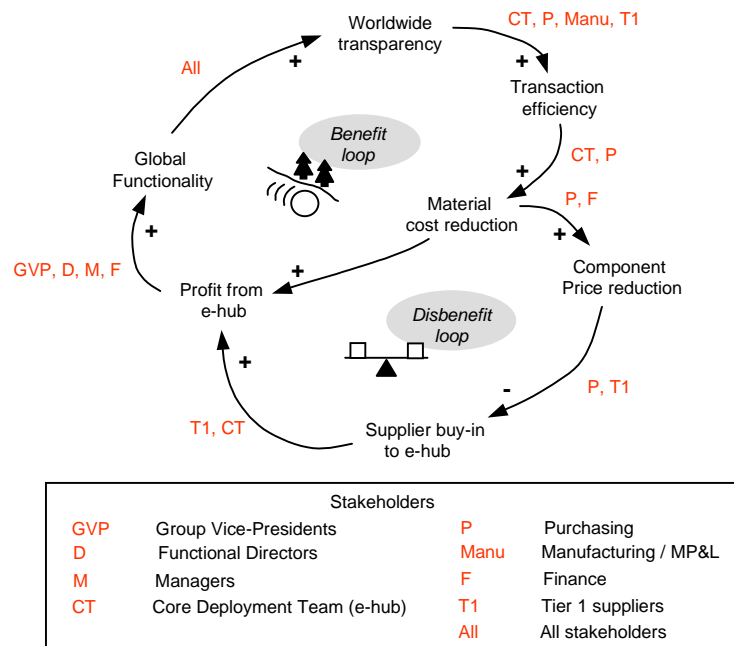 Worldwide
transparency
CT, P, Manu, T1
+
+
All
Transaction
efficiency
Benefit
loop
CT, P
Global
Functionality
+
Material
cost reduction
P, F
+
+
GVP, D, M, F
+
Component
Price reduction
Profit from
e-hub
Disbenefit
loop
+
-
P, T1
T1, CT
Supplier buy-in
to e-hub
Stakeholders
GVP Group Vice-Presidents
D Functional Directors
M Managers
CT Core Deployment Team (e-hub)
P Purchasing
Manu Manufacturing / MP&L
F Finance
T1 Tier 1 suppliers
All All stakeholders